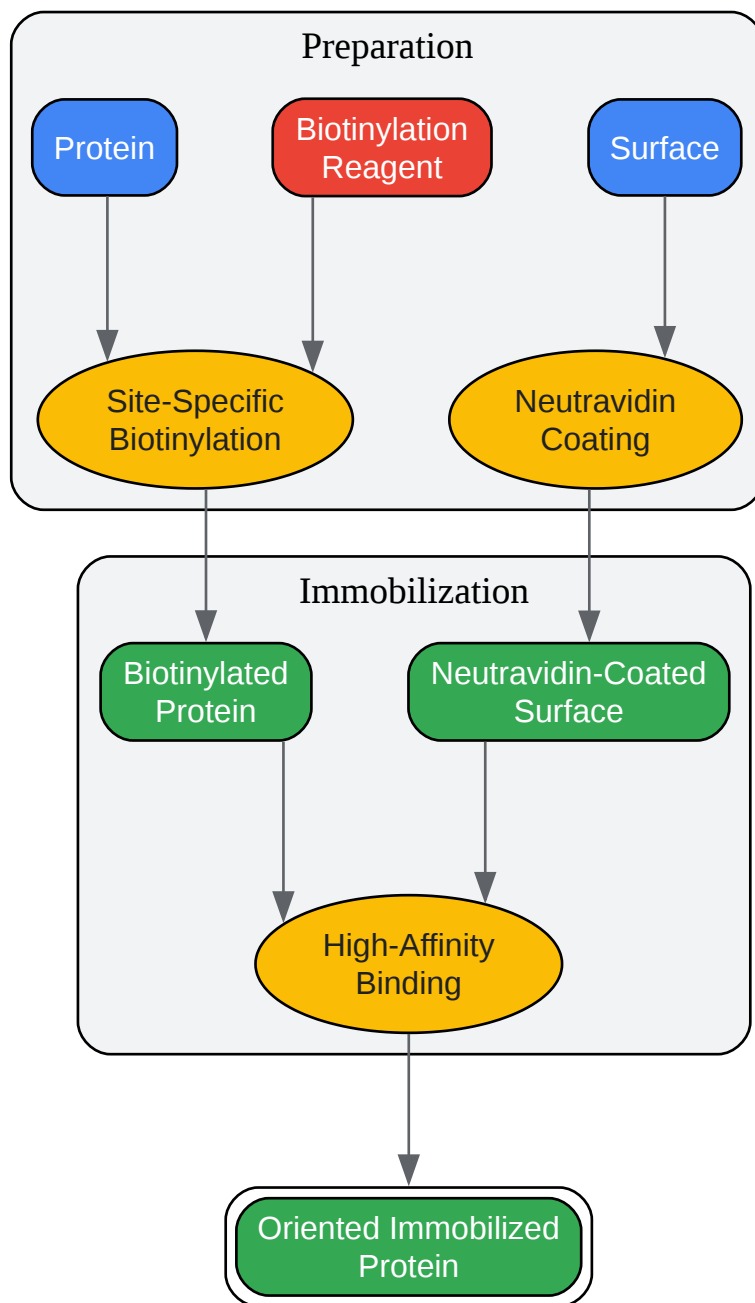 Preparation
Protein
Biotinylation
Reagent
Surface
Site-Specific
Biotinylation
Neutravidin
Coating
Immobilization
Biotinylated
Protein
Neutravidin-Coated
Surface
High-Affinity
Binding
Oriented Immobilized
Protein